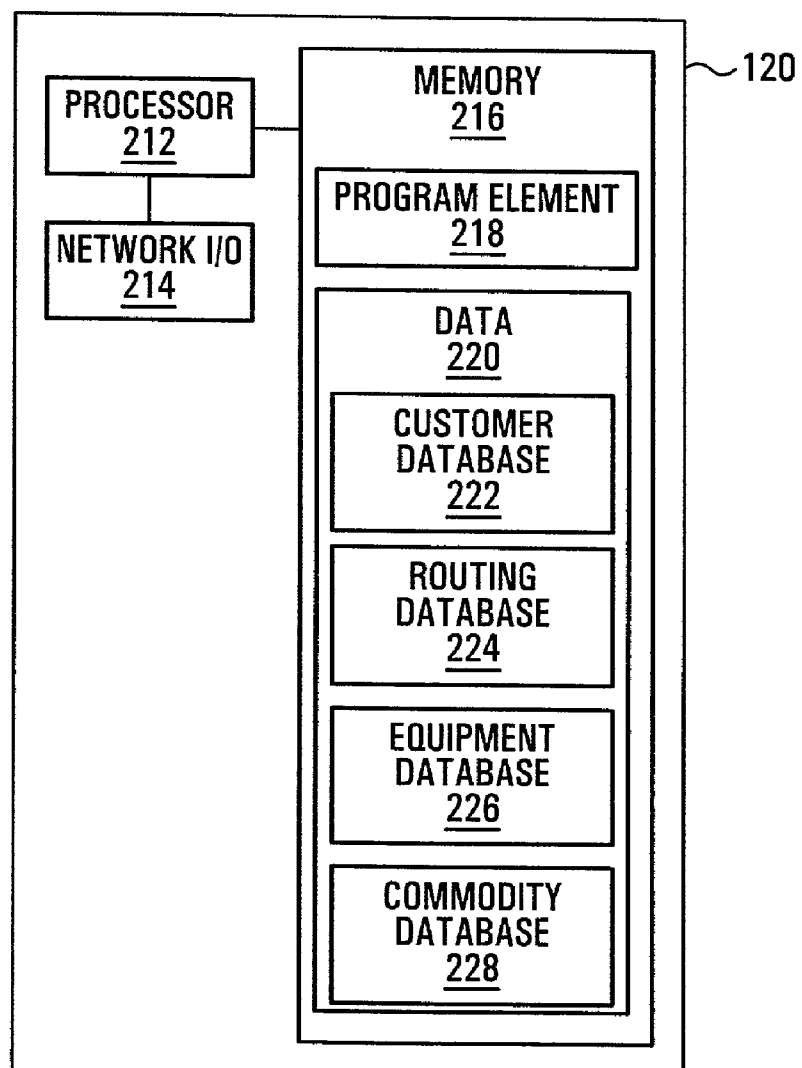 120
PROCESSOR
212
NETWORK I/O
214
MEMORY
216
PROGRAM ELEMENT
218
DATA
220
CUSTOMER
DATABASE
222
ROUTING
DATABASE
224
EQUIPMENT
DATABASE
226
COMMODITY
DATABASE
228